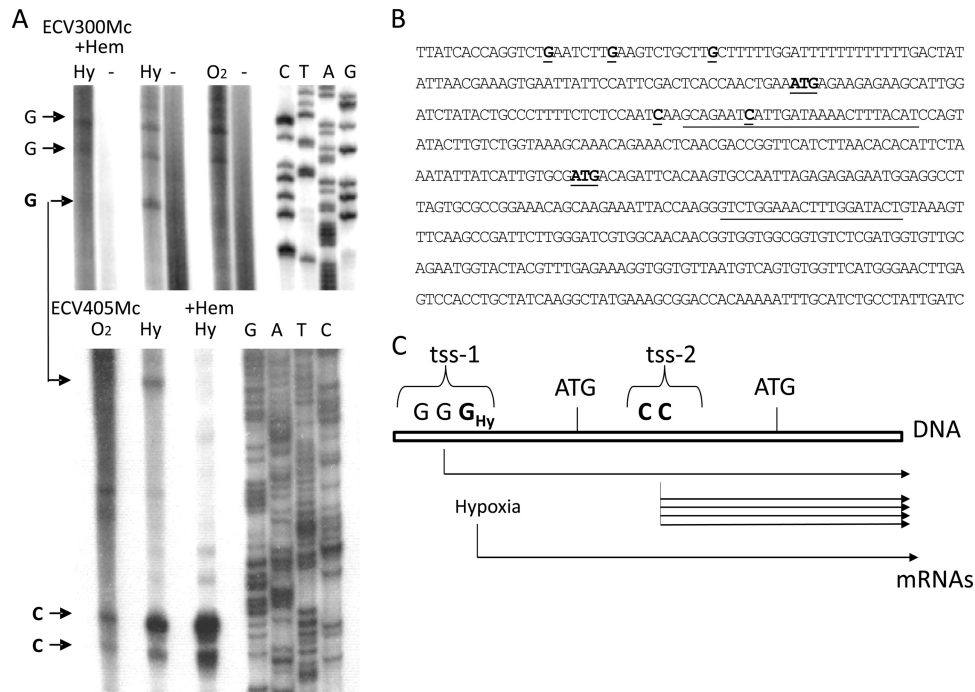 A
ECV300Mc
+Hem
Hy - Hy - O2 - C T A G
G
G
G
ECV405Mc
O2 Hy +Hem Hy G A T C
C
C
B
TTATCACCAGGTCTGAATCTTGAAGTCTGCTTGCTTTTTGGATTTTTTTTTTTTGACTAT
ATTAACGAAAGTGAATTATTCCATTCGACTCACCAACTGAAATGAGAAGAGAAGCATTGG
ATCTATACTGCCCTTTTCTCTCCAATCAAGCAGAATCATTGATAAAACTTTACATCCAGT
ATACTTGTCTGGTAAAGCAAACAGAAACTCAACGACCGGTTCATCTTAACACACATTCTA
AATATTATCATTGTGCGATGACAGATTCACAAGTGCCAATTAGAGAGAGAATGGAGGCCT
TAGTGCGCCGGAAACAGCAAGAAATTACCAAGGGTCTGGAAACTTTGGATACTGTAAAGT
TTCAAGCCGATTCTTGGGATCGTGGCAACAACGGTGGTGGCGGTGTCTCGATGGTGTTGC
AGAATGGTACTACGTTTGAGAAAGGTGGTGTTAATGTCAGTGTGGTTCATGGGAACTTGA
GTCCACCTGCTATCAAGGCTATGAAAGCGGACCACAAAAATTTGCATCTGCCTATTGATC
C
tss-1 ATG tss-2 ATG
G G GHy C C
DNA
Hypoxia
mRNAs